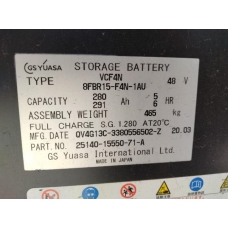 GS YUASA STORAGE BATTERY
TYPE VCF4N 48 V
8FBR15-F4N-1AU
CAPACITY 280 Ah 5 HR
291 6
ASSEMBLY WEIGHT 465 kg
FULL CHARGE S.G. 1.280 AT20℃
MFG.DATE 0V4G13C-3380556502-Z 20.03
PART NO. 25140-15550-71-A
GS Yuasa International Ltd.
MADE IN JAPAN